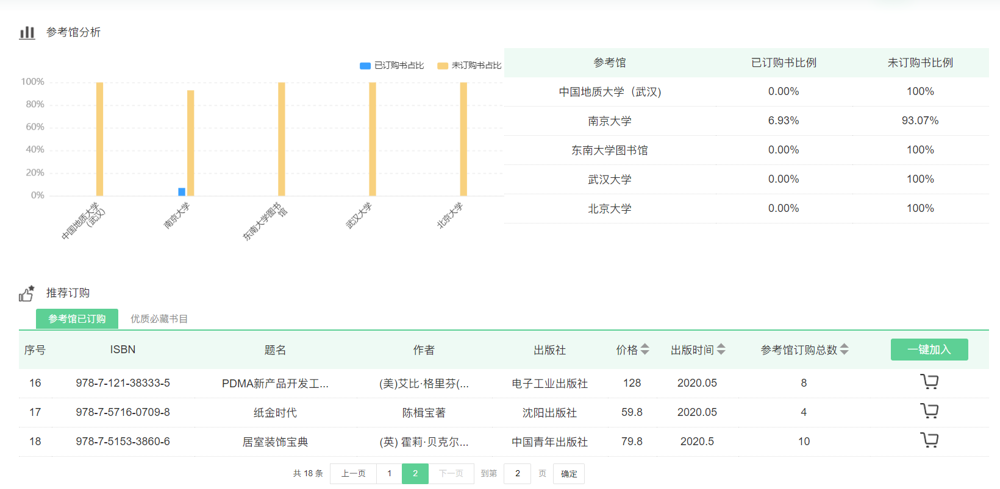 参考馆分析
已订购书占比 未订购书占比
100%
80%
60%
40%
20%
0%
中国地质大学
(武汉)
南京大学
东南大学图书
馆
武汉大学
北京大学
参考馆 已订购书比例 未订购书比例
中国地质大学（武汉) 0.00% 100%
南京大学 6.93% 93.07%
东南大学图书馆 0.00% 100%
武汉大学 0.00% 100%
北京大学 0.00% 100%
推荐订购
参考馆已订购 优质必藏书目
序号 ISBN 题名 作者 出版社 价格 出版时间 参考馆订购总数 一键加入
16 978-7-121-38333-5 PDMA新产品开发工... (美)艾比·格里芬(... 电子工业出版社 128 2020.05 8
17 978-7-5716-0709-8 纸金时代 陈楫宝著 沈阳出版社 59.8 2020.05 4
18 978-7-5153-3860-6 居室装饰宝典 (英) 霍莉·贝克尔... 中国青年出版社 79.8 2020.5 10
共 18 条 上一页 1 2 下一页 到第 2 页 确定